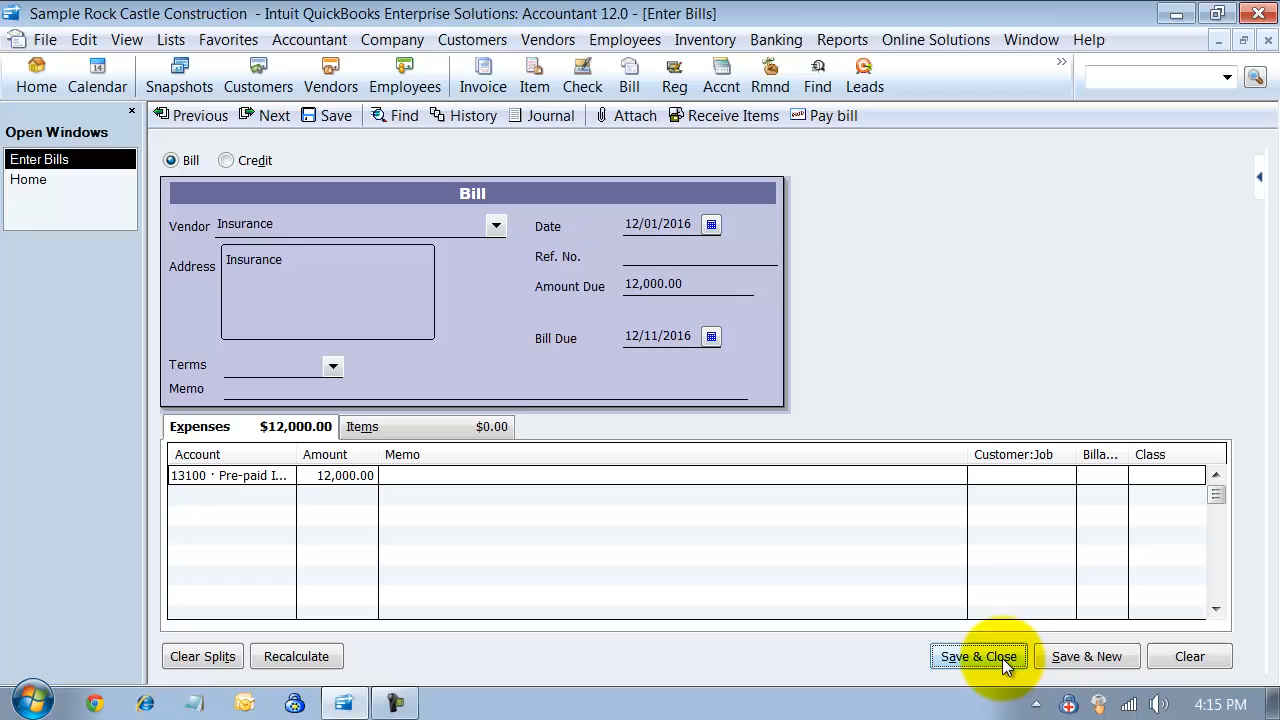 Sample Rock Castle Construction - Intuit QuickBooks Enterprise Solutions: Accountant 12.0 - [Enter Bills]
File Edit View Lists Favorites Accountant Company Customers Vendors Employees Inventory Banking Reports Online Solutions Window Help
Home Calendar Snapshots Customers Vendors Employees Invoice Item Check Bill Reg Accnt Rmnd Find Leads
Previous Next Save Find History Journal Attach Receive Items Pay bill
Open Windows
Enter Bills
Home
Bill Credit
Bill
Vendor Insurance Date 12/01/2016
Address Insurance Ref. No.
Amount Due 12,000.00
Bill Due 12/11/2016
Terms
Memo
Expenses $12,000.00 Items $0.00
Account Amount Memo Customer:Job Billa... Class
13100 · Pre-paid I... 12,000.00
Clear Splits Recalculate Save & Close Save & New Clear
4:15 PM